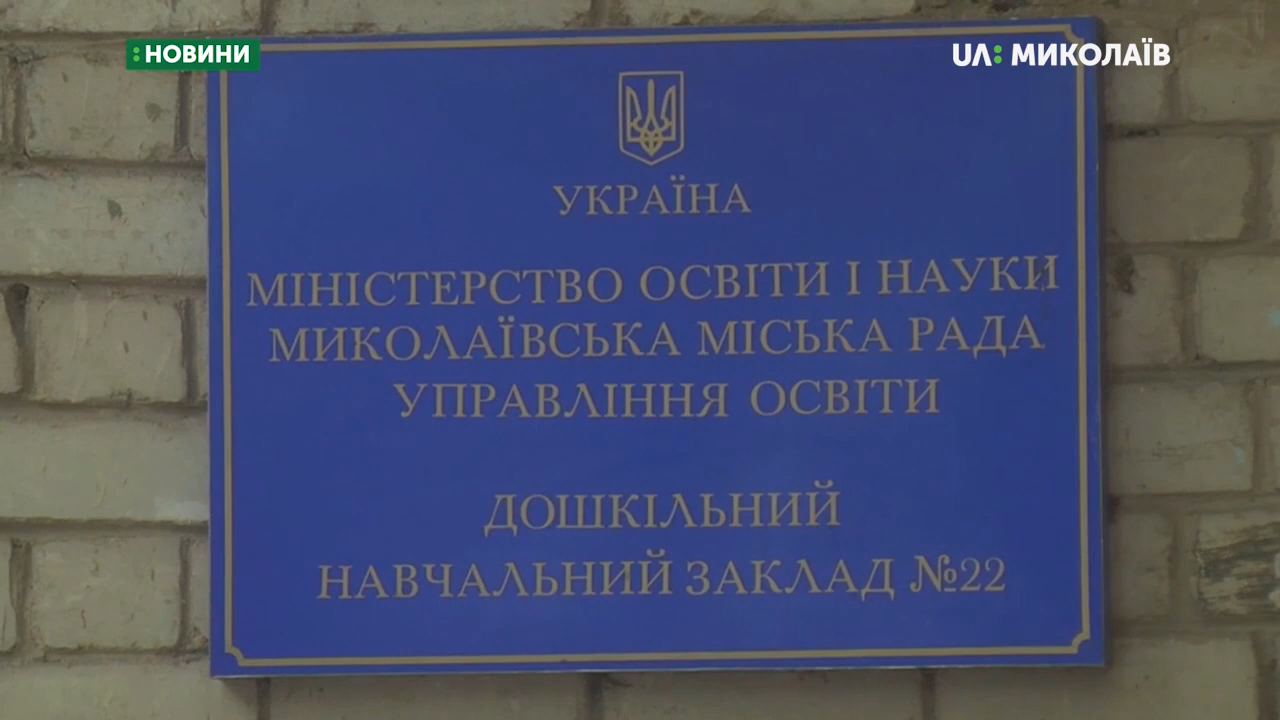 : НОВИНИ
UA: МИКОЛАЇВ
УКРАЇНА
МІНІСТЕРСТВО ОСВІТИ І НАУКИ
МИКОЛАЇВСЬКА МІСЬКА РАДА
УПРАВЛІННЯ ОСВІТИ
ДОШКІЛЬНИЙ
НАВЧАЛЬНИЙ ЗАКЛАД №22